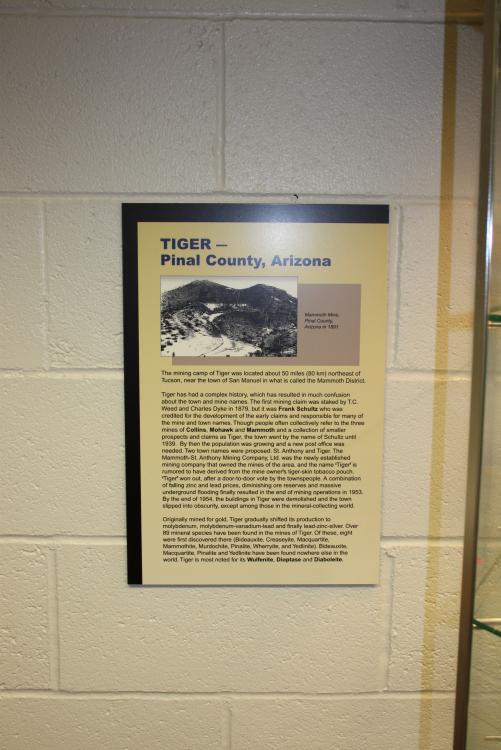 TIGER —
Pinal County, Arizona
Mammoth Mine,
Pinal County,
Arizona in 1891
The mining camp of Tiger was located about 50 miles (80 km) northeast of
Tucson, near the town of San Manuel in what is called the Mammoth District.
Tiger has had a complex history, which has resulted in much confusion
about the town and mine names. The first mining claim was staked by T.C.
Weed and Charles Dyke in 1879, but it was Frank Schultz who was
credited for the development of the early claims and responsible for many of
the mine and town names. Though people often collectively refer to the three
mines of Collins, Mohawk and Mammoth and a collection of smaller
prospects and claims as Tiger, the town went by the name of Schultz until
1939. By then the population was growing and a new post office was
needed. Two town names were proposed: St. Anthony and Tiger. The
Mammoth-St. Anthony Mining Company, Ltd. was the newly established
mining company that owned the mines of the area, and the name "Tiger" is
rumored to have derived from the mine owner's tiger-skin tobacco pouch.
"Tiger" won out, after a door-to-door vote by the townspeople. A combination
of falling zinc and lead prices, diminishing ore reserves and massive
underground flooding finally resulted in the end of mining operations in 1953.
By the end of 1954, the buildings in Tiger were demolished and the town
slipped into obscurity, except among those in the mineral-collecting world.
Originally mined for gold, Tiger gradually shifted its production to
molybdenum, molybdenum-vanadium-lead and finally lead-zinc-silver. Over
89 mineral species have been found in the mines of Tiger. Of these, eight
were first discovered there (Bideauxite, Creaseyite, Macquartite,
Mammothite, Murdochite, Pinalite, Wherryite, and Yedlinite). Bideauxite,
Macquartite, Pinalite and Yedlinite have been found nowhere else in the
world. Tiger is most noted for its Wulfenite, Dioptase and Diaboleite.